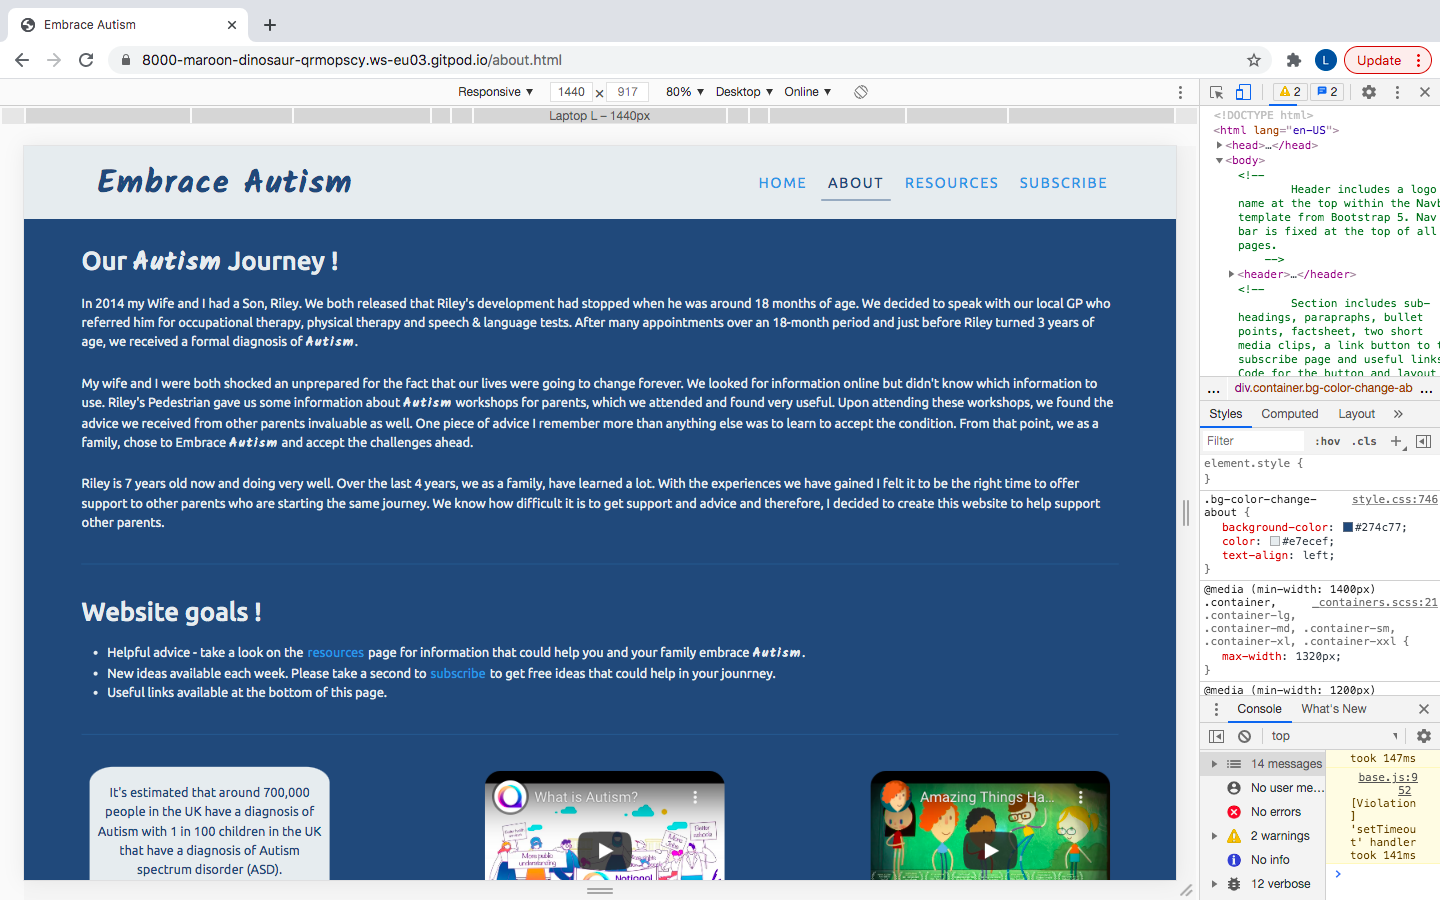 Embrace Autism
8000-maroon-dinosaur-qrmopscy.ws-eu03.gitpod.io/about.html
L
Update
Responsive ▼ 1440 x 917 80% ▼ Desktop ▼ Online ▼
2 2
Laptop L – 1440px
Embrace Autism
HOME ABOUT RESOURCES SUBSCRIBE
Our Autism Journey !
In 2014 my Wife and I had a Son, Riley. We both released that Riley's development had stopped when he was around 18 months of age. We decided to speak with our local GP who
referred him for occupational therapy, physical therapy and speech & language tests. After many appointments over an 18-month period and just before Riley turned 3 years of
age, we received a formal diagnosis of Autism.
My wife and I were both shocked an unprepared for the fact that our lives were going to change forever. We looked for information online but didn't know which information to
use. Riley's Pedestrian gave us some information about Autism workshops for parents, which we attended and found very useful. Upon attending these workshops, we found the
advice we received from other parents invaluable as well. One piece of advice I remember more than anything else was to learn to accept the condition. From that point, we as a
family, chose to Embrace Autism and accept the challenges ahead.
Riley is 7 years old now and doing very well. Over the last 4 years, we as a family, have learned a lot. With the experiences we have gained I felt it to be the right time to offer
support to other parents who are starting the same journey. We know how difficult it is to get support and advice and therefore, I decided to create this website to help support
other parents.
Website goals !
• Helpful advice - take a look on the resources page for information that could help you and your family embrace Autism.
• New ideas available each week. Please take a second to subscribe to get free ideas that could help in your jounrney.
• Useful links available at the bottom of this page.
It's estimated that around 700,000
people in the UK have a diagnosis of
Autism with 1 in 100 children in the UK
that have a diagnosis of Autism
spectrum disorder (ASD).
What is Autism?
Amazing Things Ha...
<!DOCTYPE html>
<html lang="en-US">
<head>…</head>
<body>
<!--
Header includes a logo
name at the top within the Navb
template from Bootstrap 5. Nav
bar is fixed at the top of all
pages.
-->
<header>…</header>
<!--
Section includes sub-
headings, parapraphs, bullet
points, factsheet, two short
media clips, a link button to t
subscribe page and useful links
Code for the button and layout
... div.container.bg-color-change-ab ...
Styles Computed Layout »
Filter :hov .cls +
element.style {
}
.bg-color-change- style.css:746
about {
background-color: #274c77;
color: #e7ecef;
text-align: left;
}
@media (min-width: 1400px)
.container, _containers.scss:21
.container-lg,
.container-md, .container-sm,
.container-xl, .container-xxl {
max-width: 1320px;
}
@media (min-width: 1200px)
Console What's New
top
14 messages
No user me...
No errors
2 warnings
No info
12 verbose
took 147ms
base.js:9
52
[Violation
]
'setTimeou
t' handler
took 141ms